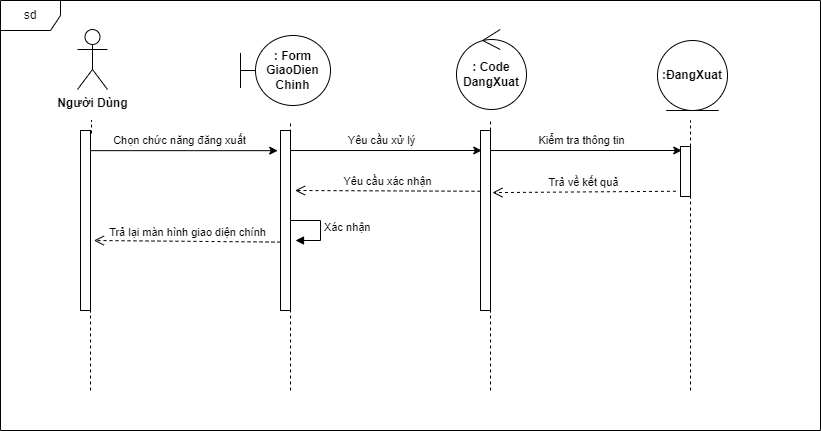 sd
Người Dùng
: Form
GiaoDien
Chinh
: Code
DangXuat
:ĐangXuat
Chọn chức năng đăng xuất
Yêu cầu xử lý
Kiểm tra thông tin
Yêu cầu xác nhận
Trả về kết quả
Xác nhận
Trả lại màn hình giao diện chính